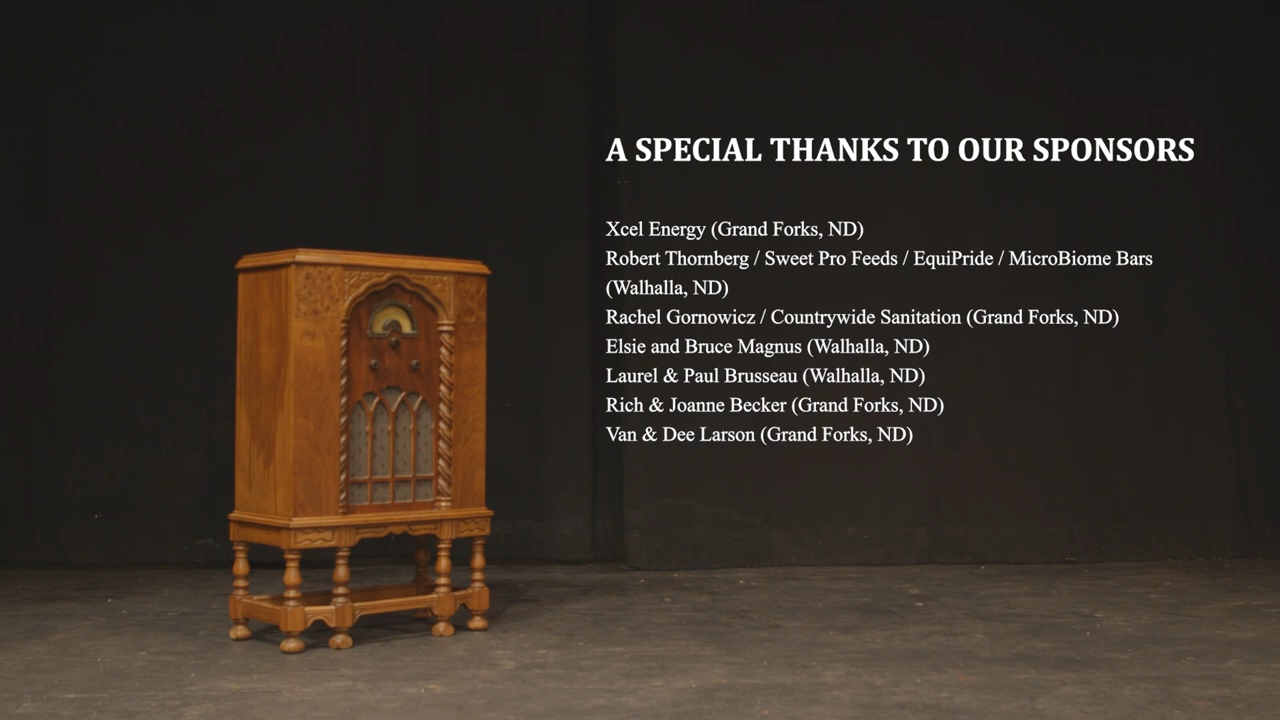 A SPECIAL THANKS TO OUR SPONSORS
Xcel Energy (Grand Forks, ND)
Robert Thornberg / Sweet Pro Feeds / EquiPride / MicroBiome Bars
(Walhalla, ND)
Rachel Gornowicz / Countrywide Sanitation (Grand Forks, ND)
Elsie and Bruce Magnus (Walhalla, ND)
Laurel & Paul Brusseau (Walhalla, ND)
Rich & Joanne Becker (Grand Forks, ND)
Van & Dee Larson (Grand Forks, ND)